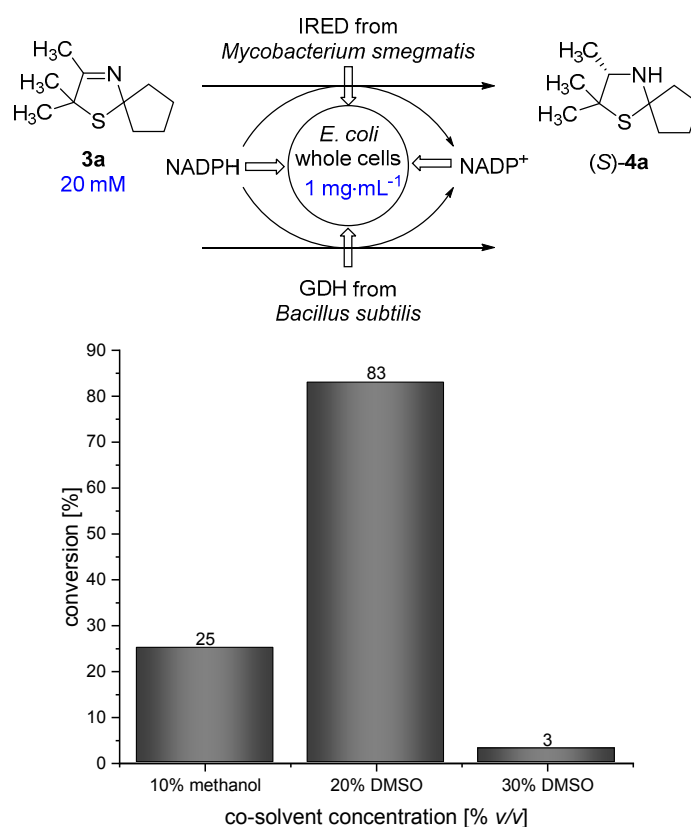 IRED from
Mycobacterium smegmatis
H₃C
N
H₃C
H₃C
S
3a
20 mM
NADPH
E. coli
whole cells
1 mg·mL⁻¹
NADP⁺
GDH from
Bacillus subtilis
H₃C
NH
H₃C
H₃C
S
(S)-4a
90
80
70
60
50
40
30
20
10
0
conversion [%]
25
83
3
10% methanol
20% DMSO
30% DMSO
co-solvent concentration [% v/v]